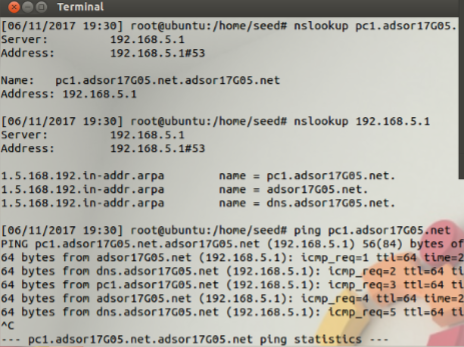 Terminal
[06/11/2017 19:30] root@ubuntu:/home/seed# nslookup pc1.adsor17G05.
Server: 192.168.5.1
Address: 192.168.5.1#53
Name: pc1.adsor17G05.net.adsor17G05.net
Address: 192.168.5.1
[06/11/2017 19:30] root@ubuntu:/home/seed# nslookup 192.168.5.1
Server: 192.168.5.1
Address: 192.168.5.1#53
1.5.168.192.in-addr.arpa name = pc1.adsor17G05.net.
1.5.168.192.in-addr.arpa name = adsor17G05.net.
1.5.168.192.in-addr.arpa name = dns.adsor17G05.net.
[06/11/2017 19:30] root@ubuntu:/home/seed# ping pc1.adsor17G05.net
PING pc1.adsor17G05.net.adsor17G05.net (192.168.5.1) 56(84) bytes of
64 bytes from adsor17G05.net (192.168.5.1): icmp_req=1 ttl=64 time=2
64 bytes from dns.adsor17G05.net (192.168.5.1): icmp_req=2 ttl=64 ti
64 bytes from pc1.adsor17G05.net (192.168.5.1): icmp_req=3 ttl=64 ti
64 bytes from adsor17G05.net (192.168.5.1): icmp_req=4 ttl=64 time=2
64 bytes from dns.adsor17G05.net (192.168.5.1): icmp_req=5 ttl=64 ti
^C
--- pc1.adsor17G05.net.adsor17G05.net ping statistics ---